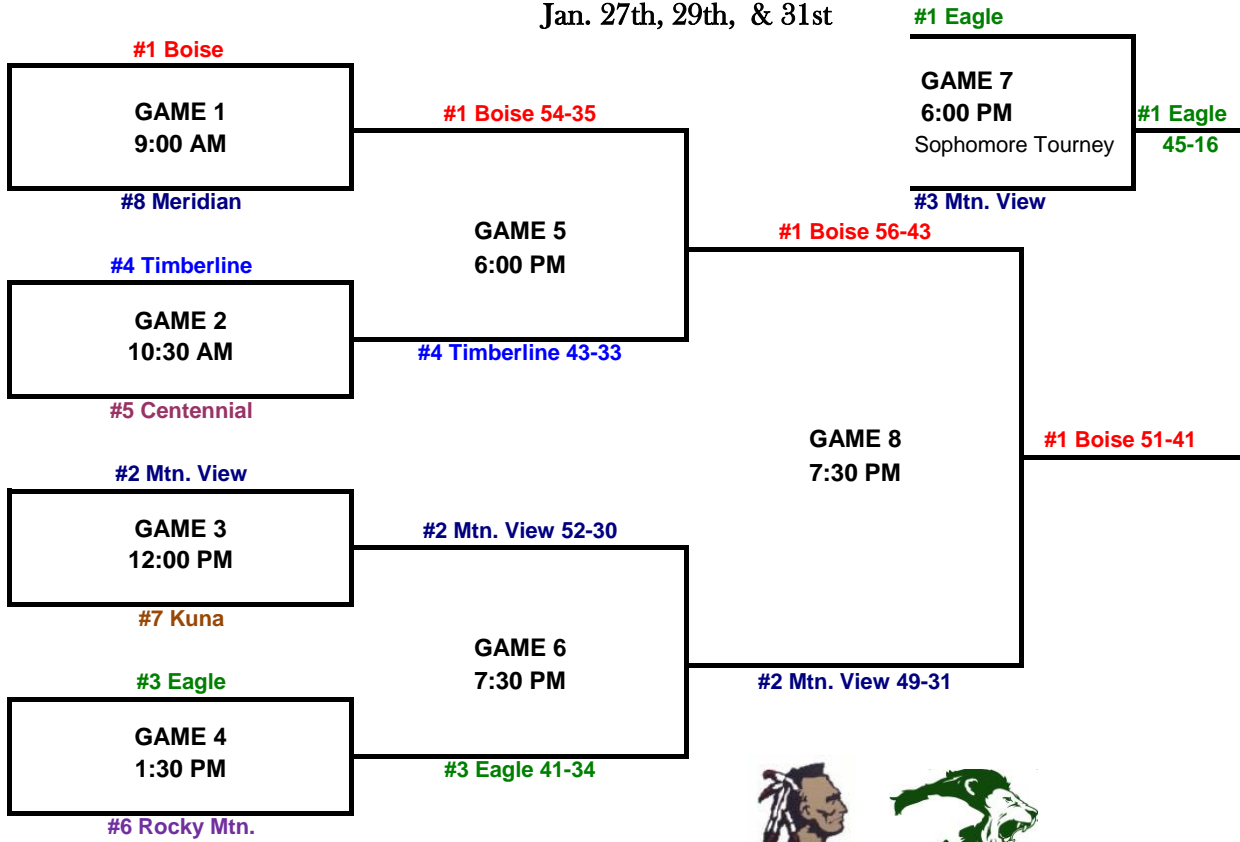 Jan. 27th, 29th, & 31st
#1 Eagle
#1 Boise
GAME 7
6:00 PM
Sophomore Tourney
#1 Eagle
45-16
#3 Mtn. View
GAME 1
9:00 AM
#1 Boise 54-35
#8 Meridian
GAME 5
6:00 PM
#1 Boise 56-43
#4 Timberline
GAME 2
10:30 AM
#4 Timberline 43-33
#5 Centennial
GAME 8
7:30 PM
#1 Boise 51-41
#2 Mtn. View
GAME 3
12:00 PM
#2 Mtn. View 52-30
#7 Kuna
GAME 6
7:30 PM
#2 Mtn. View 49-31
#3 Eagle
GAME 4
1:30 PM
#3 Eagle 41-34
#6 Rocky Mtn.